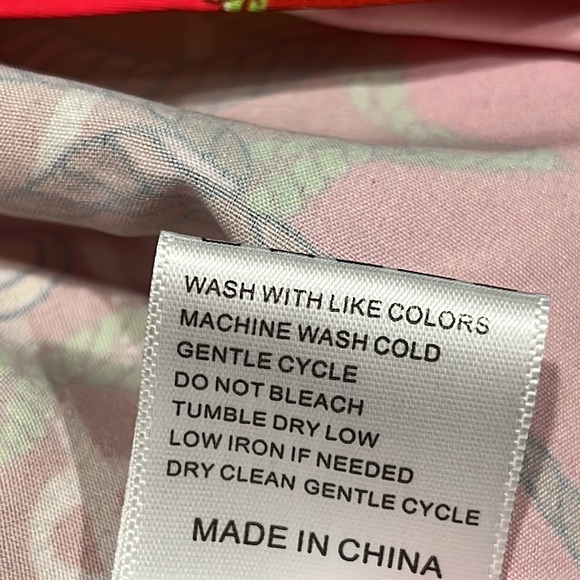 WASH WITH LIKE COLORS
MACHINE WASH COLD
GENTLE CYCLE
DO NOT BLEACH
TUMBLE DRY LOW
LOW IRON IF NEEDED
DRY CLEAN GENTLE CYCLE
MADE IN CHINA